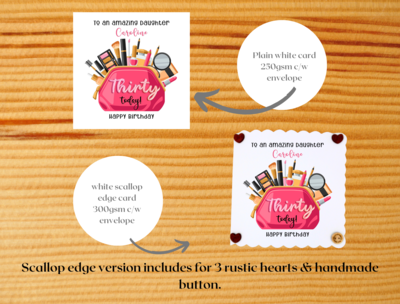 TO AN AMAZING DAUGHTER
Caroline
Thirty
today!
HAPPY BIRTHDAY
Plain white card
250gsm c/w
envelope
white scallop
edge card
300gsm c/w
envelope
TO AN AMAZING DAUGHTER
Caroline
Thirty
today!
HAPPY BIRTHDAY
Scallop edge version includes for 3 rustic hearts & handmade
button.